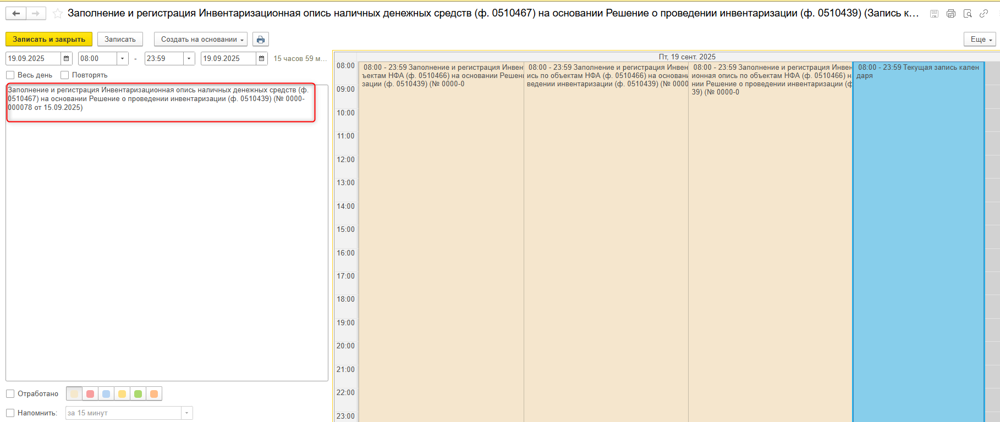 Заполнение и регистрация Инвентаризационная опись наличных денежных средств (ф. 0510467) на основании Решение о проведении инвентаризации (ф. 0510439) (Запись к...
Записать и закрыть
Записать
Создать на основании
Еще
19.09.2025
08:00
-
23:59
19.09.2025
15 часов 59 м...
Весь день
Повторять
Заполнение и регистрация Инвентаризационная опись наличных денежных средств (ф.
0510467) на основании Решение о проведении инвентаризации (ф. 0510439) (№ 0000-
000078 от 15.09.2025)
Отработано
Напомнить:
за 15 минут
Пт, 19 сент. 2025
08:00
09:00
10:00
11:00
12:00
13:00
14:00
15:00
16:00
17:00
18:00
19:00
20:00
21:00
22:00
23:00
08:00 - 23:59 Заполнение и регистрация Инвен
ъектам НФА (ф. 0510466) на основании Решен
зации (ф. 0510439) (№ 0000-0
08:00 - 23:59 Заполнение и регистрация Инвен
ись по объектам НФА (ф. 0510466) на основани
ведении инвентаризации (ф. 0510439) (№ 0000
08:00 - 23:59 Заполнение и регистрация Инвен
ионная опись по объектам НФА (ф. 0510466) н
нии Решение о проведении инвентаризации (ф
39) (№ 0000-0
08:00 - 23:59 Текущая запись кален
даря